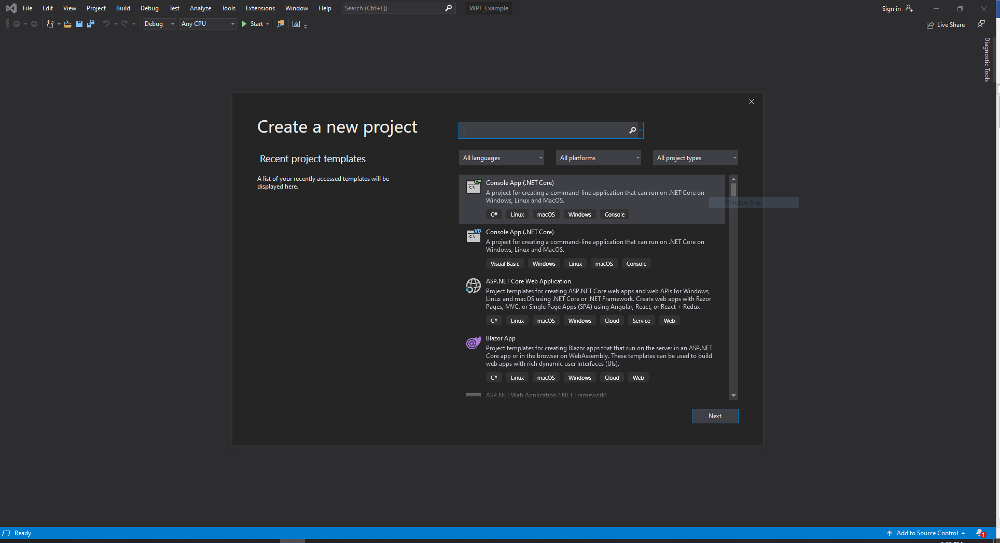 File Edit View Project Build Debug Test Analyze Tools Extensions Window Help Search (Ctrl+Q) WPF_Example Sign in
Debug Any CPU Start Live Share
Diagnostic Tools
Create a new project
Recent project templates
A list of your recently accessed templates will be
displayed here.
All languages All platforms All project types
C# C:\ Console App (.NET Core)
A project for creating a command-line application that can run on .NET Core on
Windows, Linux and MacOS.
Window Snip
C# Linux macOS Windows Console
VB C:\ Console App (.NET Core)
A project for creating a command-line application that can run on .NET Core on
Windows, Linux and MacOS.
Visual Basic Windows Linux macOS Console
ASP.NET Core Web Application
Project templates for creating ASP.NET Core web apps and web APIs for Windows,
Linux and macOS using .NET Core or .NET Framework. Create web apps with Razor
Pages, MVC, or Single Page Apps (SPA) using Angular, React, or React + Redux.
C# Linux macOS Windows Cloud Service Web
@ Blazor App
Project templates for creating Blazor apps that that run on the server in an ASP.NET
Core app or in the browser on WebAssembly. These templates can be used to build
web apps with rich dynamic user interfaces (UIs).
C# Linux macOS Windows Cloud Web
ASP.NET Web Application (.NET Framework)
Next
Ready Add to Source Control 1